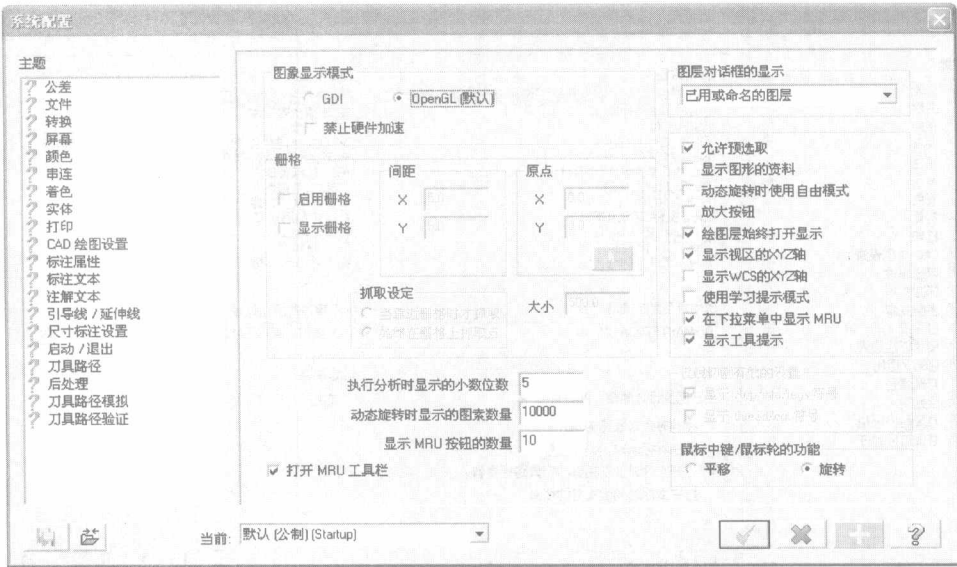 系统配置
主题
公差
文件
转换
屏幕
颜色
串连
着色
实体
打印
CAD 绘图设置
标注属性
标注文本
注解文本
引导线 / 延伸线
尺寸标注设置
启动 / 退出
刀具路径
后处理
刀具路径模拟
刀具路径验证
图象显示模式
GDI
OpenGL (默认)
禁止硬件加速
栅格
启用栅格
显示栅格
间距
X
Y
原点
X
Y
抓取设定
大小
执行分析时显示的小数位数 5
动态旋转时显示的图素数量 10000
显示 MRU 按钮的数量 10
打开 MRU 工具栏
图层对话框的显示
已用或命名的图层
允许预选取
显示图形的资料
动态旋转时使用自由模式
放大按钮
绘图层始终打开显示
显示视区的XYZ轴
显示WCS的XYZ轴
使用学习提示模式
在下拉菜单中显示 MRU
显示工具提示
鼠标中键/鼠标轮的功能
平移
旋转
当前: 默认 (公制) (Startup)